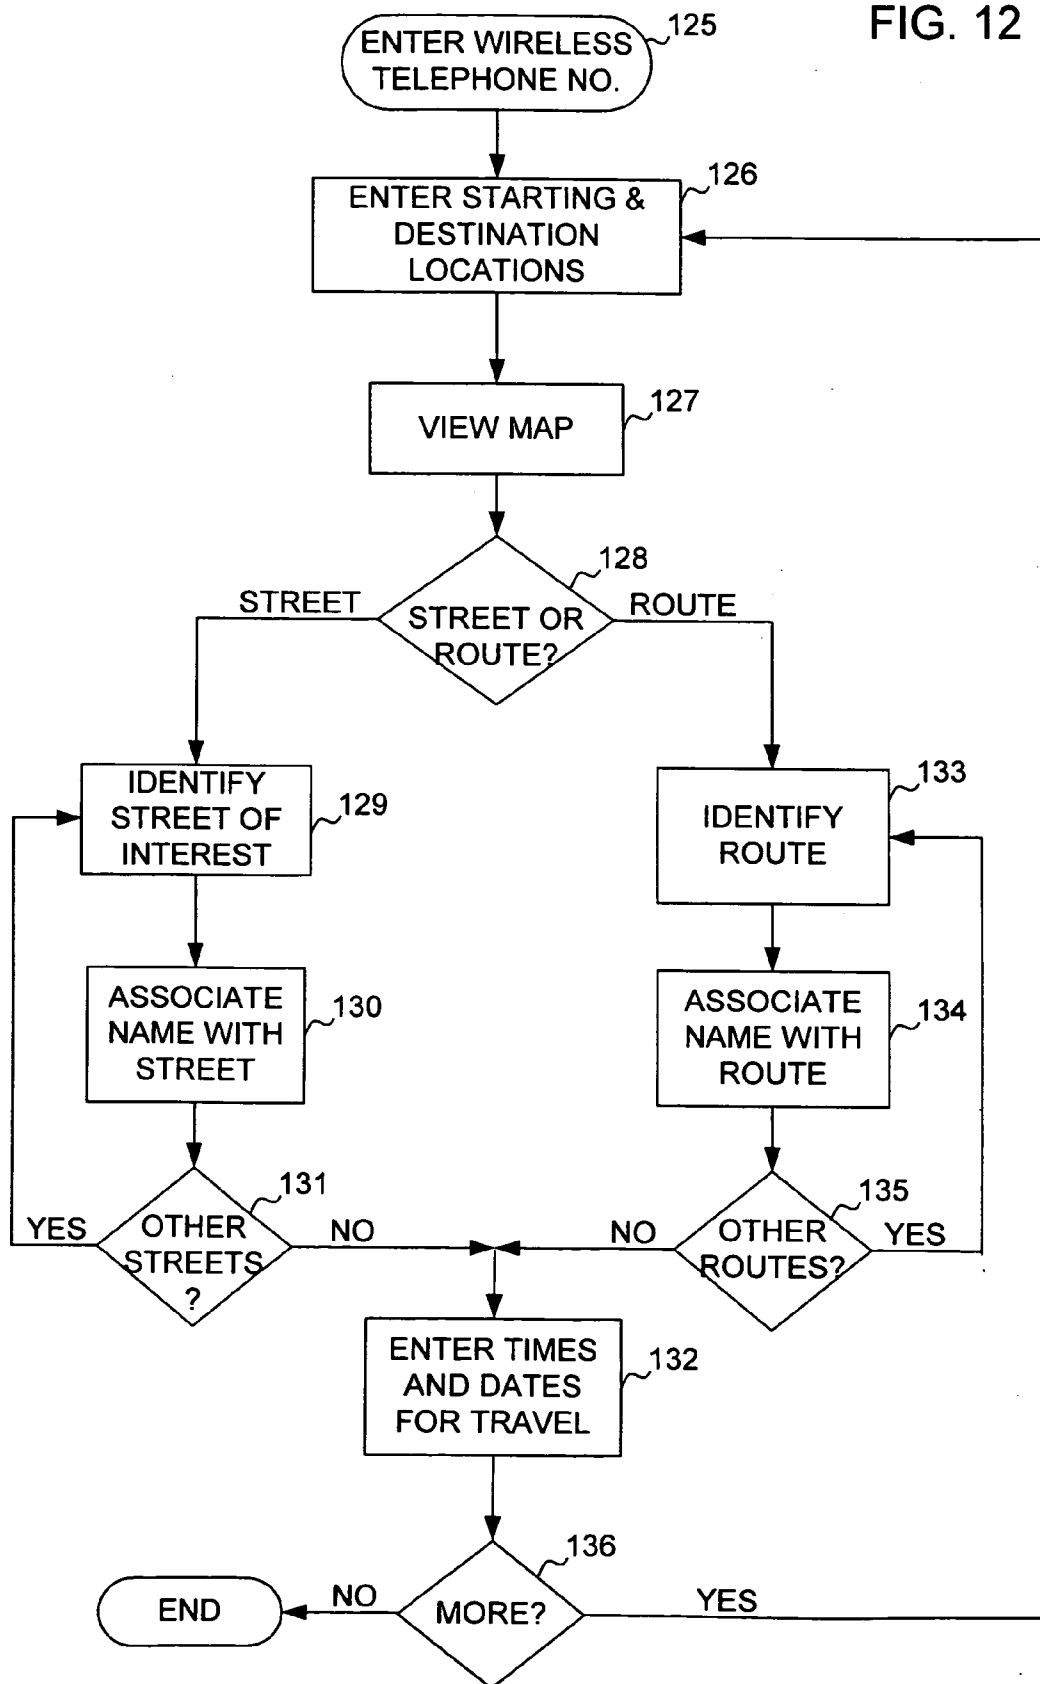 FIG. 12
ENTER WIRELESS
TELEPHONE NO.
125
ENTER STARTING &
DESTINATION
LOCATIONS
126
VIEW MAP
127
STREET OR
ROUTE?
128
STREET
ROUTE
IDENTIFY
STREET OF
INTEREST
129
IDENTIFY
ROUTE
133
ASSOCIATE
NAME WITH
STREET
130
ASSOCIATE
NAME WITH
ROUTE
134
YES
OTHER
STREETS
?
131
NO
NO
OTHER
ROUTES?
135
YES
ENTER TIMES
AND DATES
FOR TRAVEL
132
END
NO
MORE?
136
YES